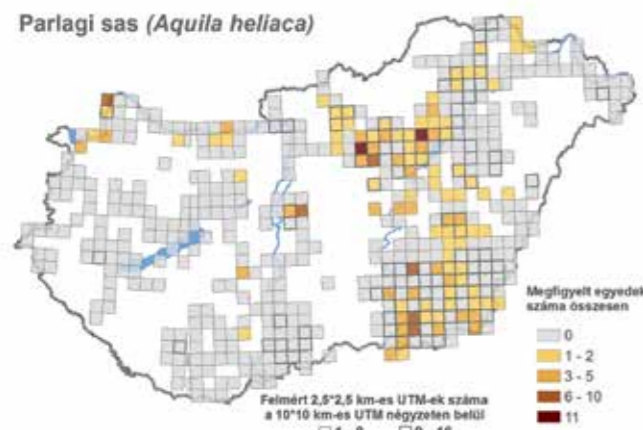 Parlagi sas (Aquila heliaca)
Megfigyelt egyedek
száma összesen
0
1 - 2
3 - 5
6 - 10
11
Felmért 2,5*2,5 km-es UTM-ek száma
a 10*10 km-es UTM négyzeten belül